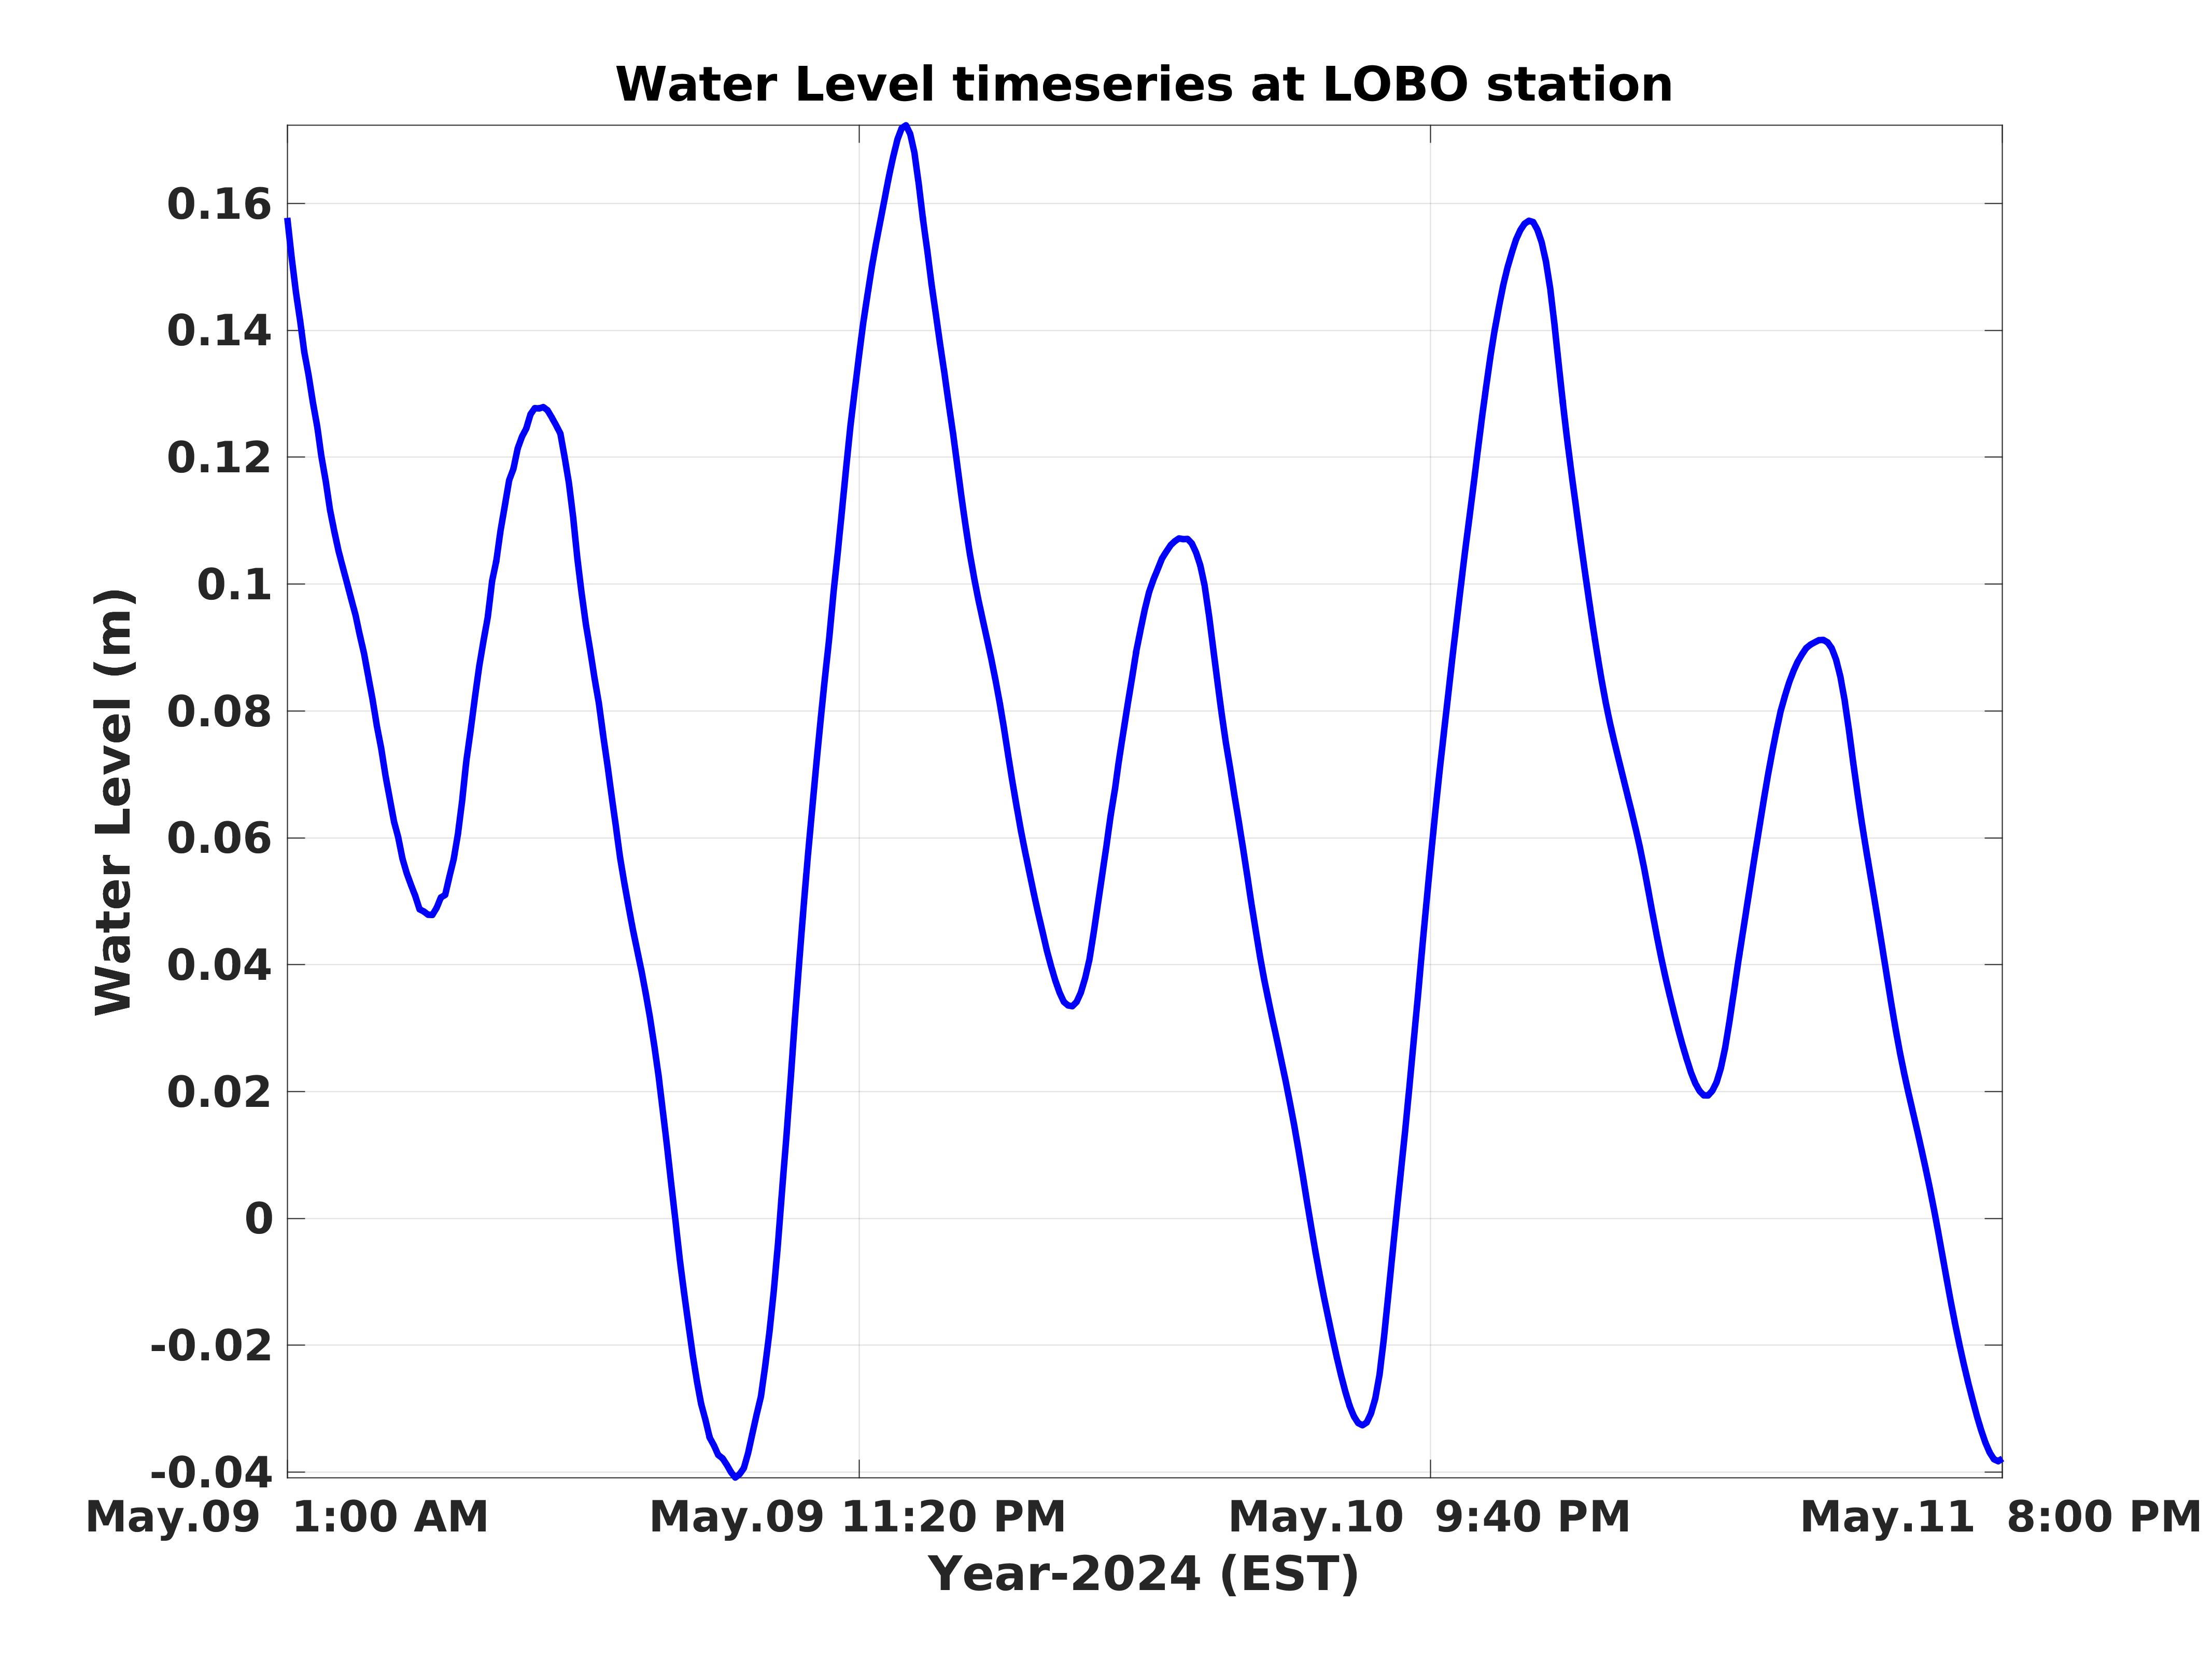 Water Level timeseries at LOBO station
0.16
0.14
0.12
0.1
0.08
0.06
0.04
0.02
0
-0.02
-0.04
Water Level (m)
May.09 1:00 AM
May.09 11:20 PM
May.10 9:40 PM
May.11 8:00 PM
Year-2024 (EST)